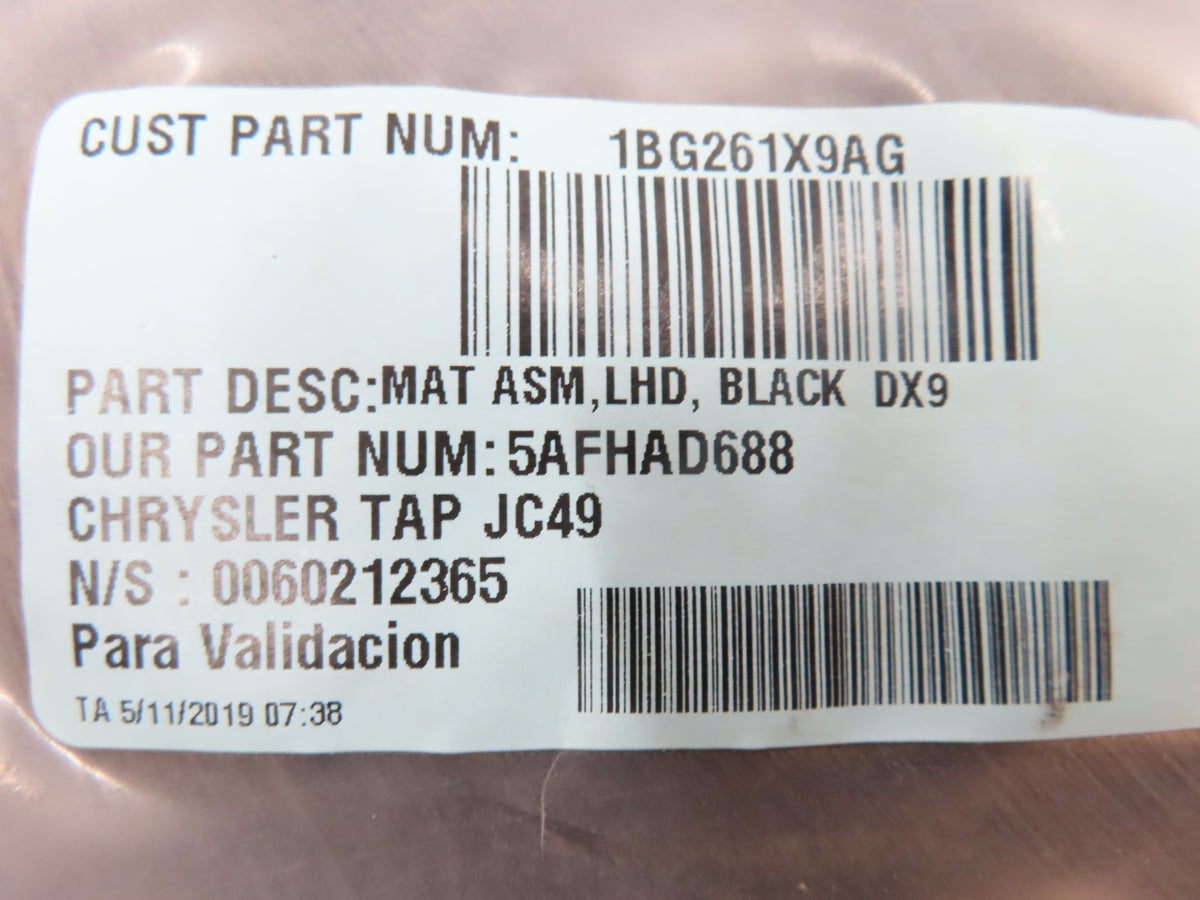 CUST PART NUM: 1BG261X9AG
PART DESC:MAT ASM,LHD, BLACK DX9
OUR PART NUM:5AFHAD688
CHRYSLER TAP JC49
N/S : 0060212365
Para Validacion
TA 5/11/2019 07:38